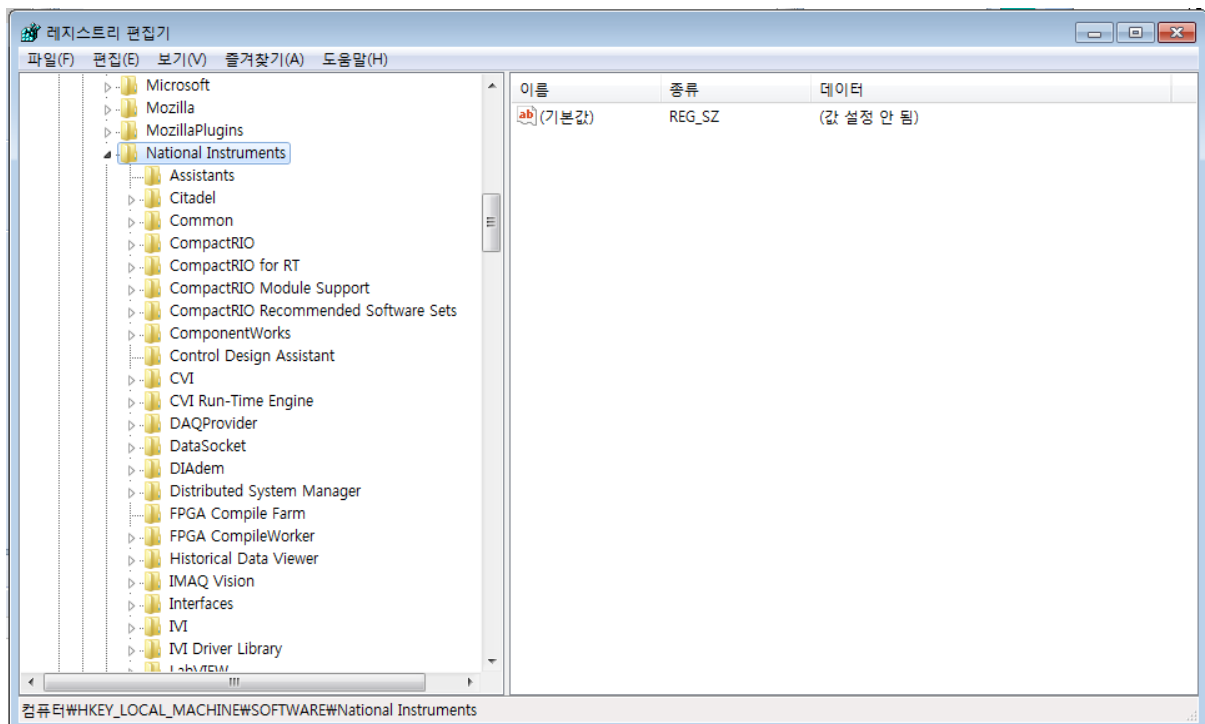 레지스트리 편집기
파일(F) 편집(E) 보기(V) 즐겨찾기(A) 도움말(H)
Microsoft
Mozilla
MozillaPlugins
National Instruments
Assistants
Citadel
Common
CompactRIO
CompactRIO for RT
CompactRIO Module Support
CompactRIO Recommended Software Sets
ComponentWorks
Control Design Assistant
CVI
CVI Run-Time Engine
DAQProvider
DataSocket
DIAdem
Distributed System Manager
FPGA Compile Farm
FPGA CompileWorker
Historical Data Viewer
IMAQ Vision
Interfaces
IVI
IVI Driver Library
LabVIEW
이름 종류 데이터
ab (기본값) REG_SZ (값 설정 안 됨)
컴퓨터₩HKEY_LOCAL_MACHINE₩SOFTWARE₩National Instruments